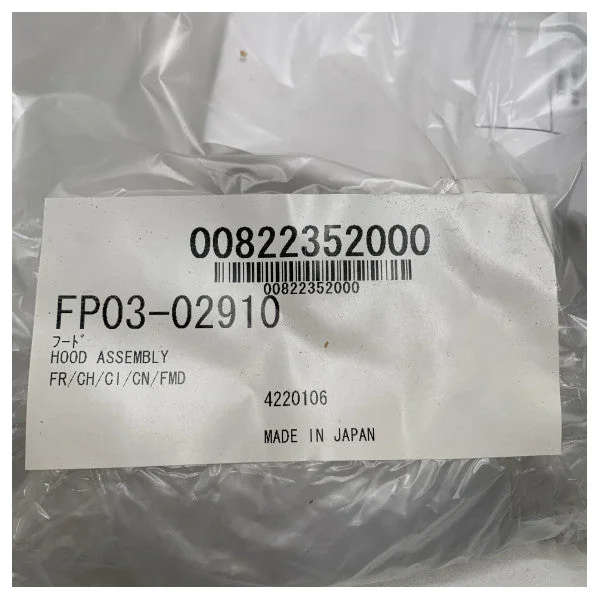 00822352000
00822352000
FP03-02910
フード
HOOD ASSEMBLY
FR/CH/CI/CN/FMD
4220106
MADE IN JAPAN